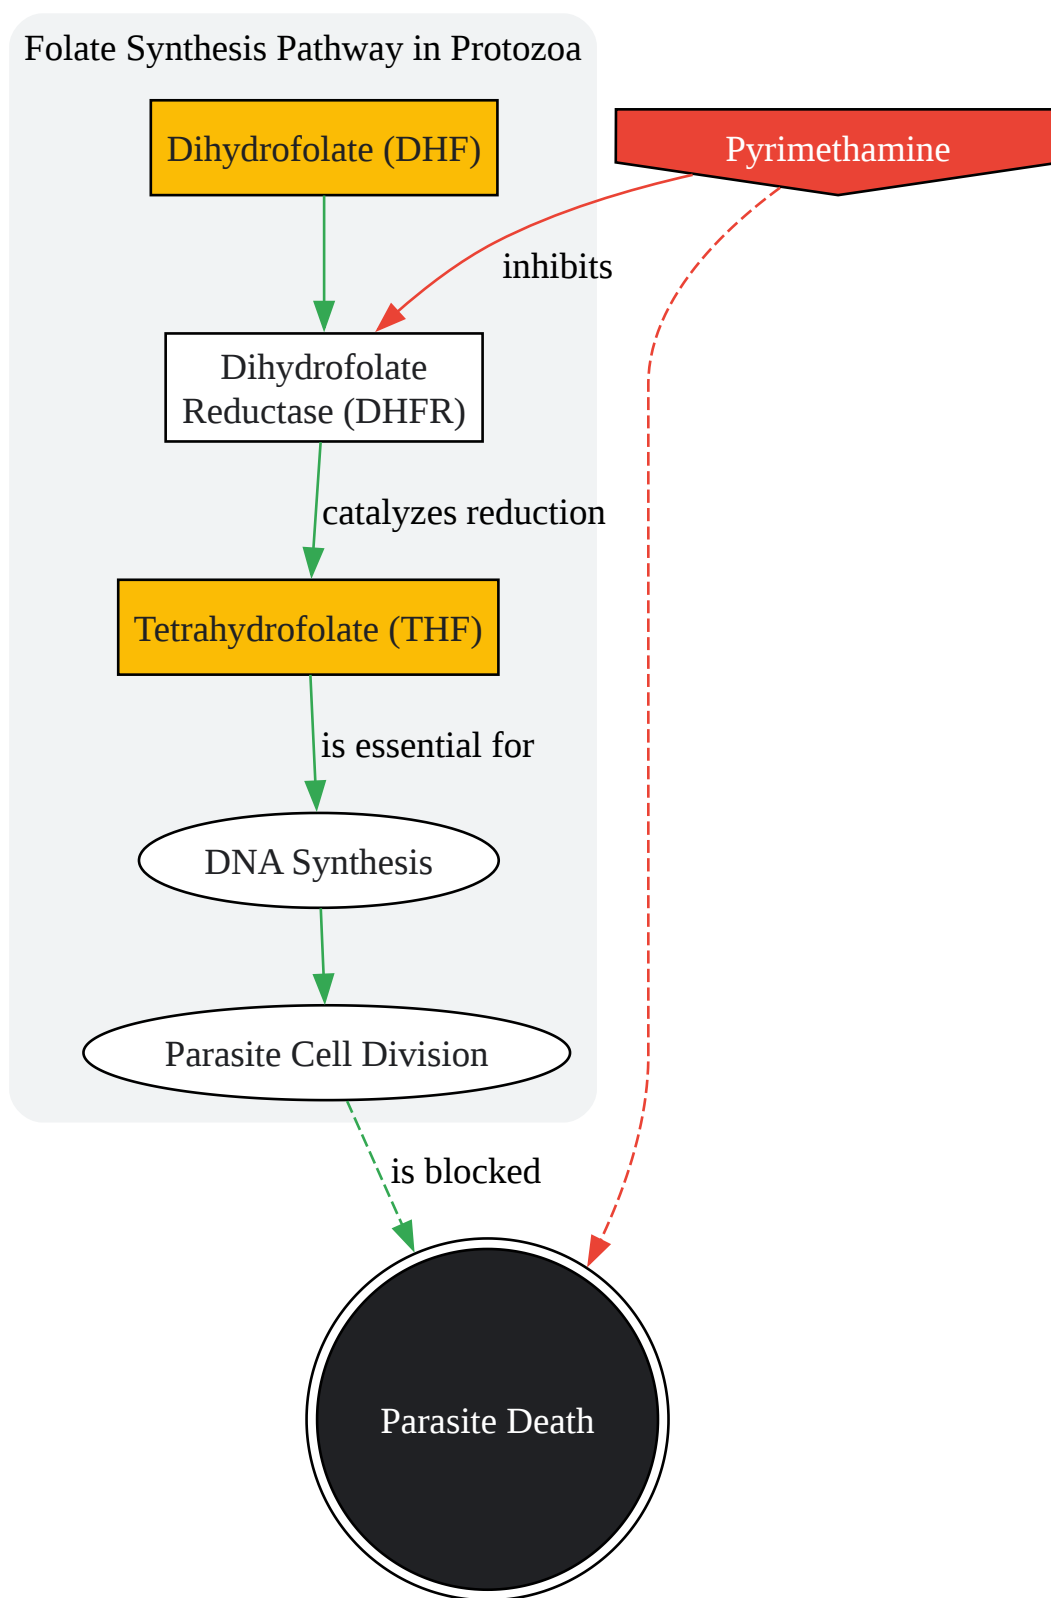 Folate Synthesis Pathway in Protozoa
Dihydrofolate (DHF)
Pyrimethamine
inhibits
Dihydrofolate
Reductase (DHFR)
catalyzes reduction
Tetrahydrofolate (THF)
is essential for
DNA Synthesis
Parasite Cell Division
is blocked
Parasite Death